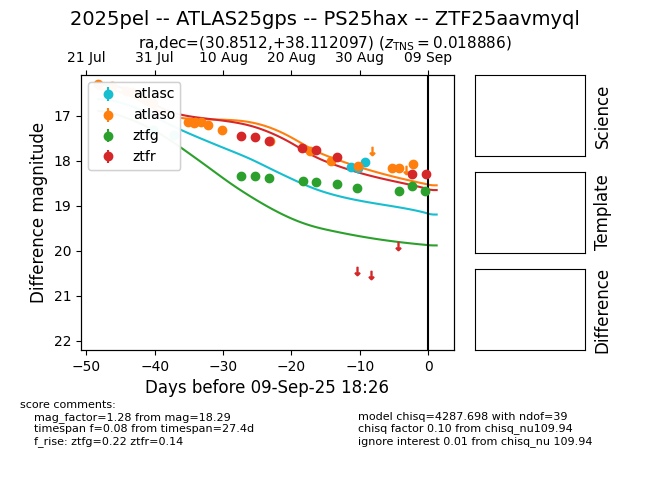 2025pel -- ATLAS25gps -- PS25hax -- ZTF25aavmyql
ra,dec=(30.8512,+38.112097) (zTNS = 0.018886)
21 Jul 31 Jul 10 Aug 20 Aug 30 Aug 09 Sep
atlasc
atlaso
ztfg
ztfr
17
18
19
20
21
22
Difference magnitude
−50 −40 −30 −20 −10 0
Days before 09-Sep-25 18:26
Science
Template
Difference
score comments:
mag_factor=1.28 from mag=18.29
timespan f=0.08 from timespan=27.4d
f_rise: ztfg=0.22 ztfr=0.14
model chisq=4287.698 with ndof=39
chisq factor 0.10 from chisq_nu109.94
ignore interest 0.01 from chisq_nu 109.94